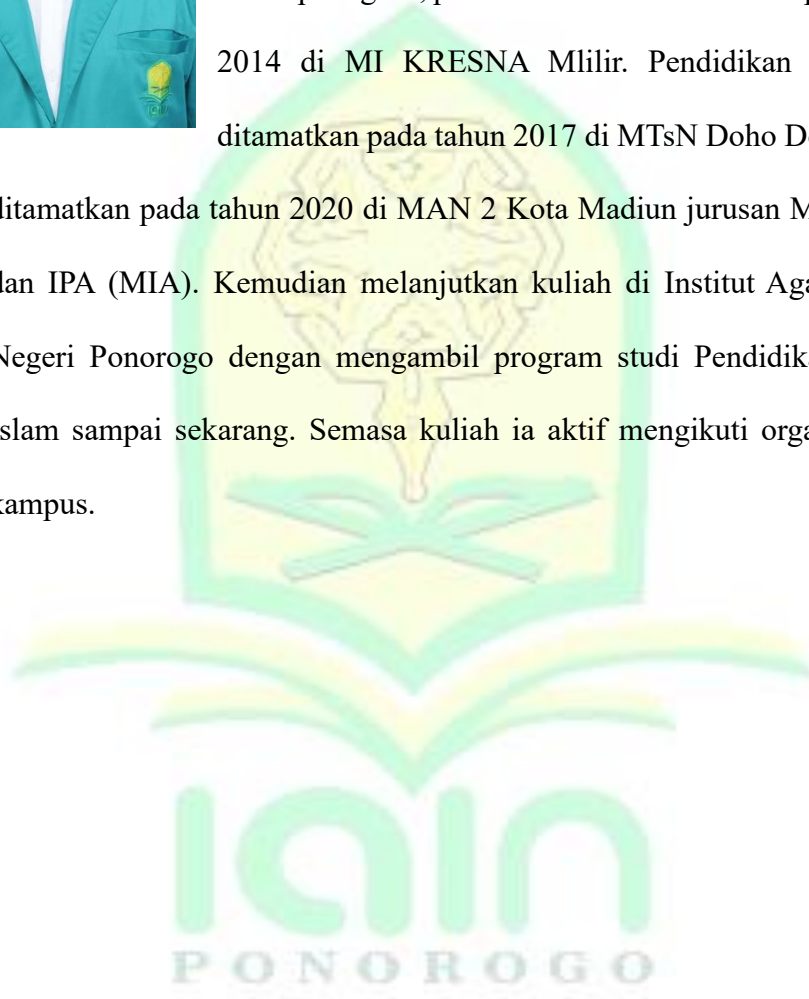 2014 di MI KRESNA Mlilir. Pendidikan
ditamatkan pada tahun 2017 di MTsN Doho
ditamatkan pada tahun 2020 di MAN 2 Kota Madiun jurusan
dan IPA (MIA). Kemudian melanjutkan kuliah di Institut
Negeri Ponorogo dengan mengambil program studi
Islam sampai sekarang. Semasa kuliah ia aktif mengikuti
kampus.
iain
PONOROGO